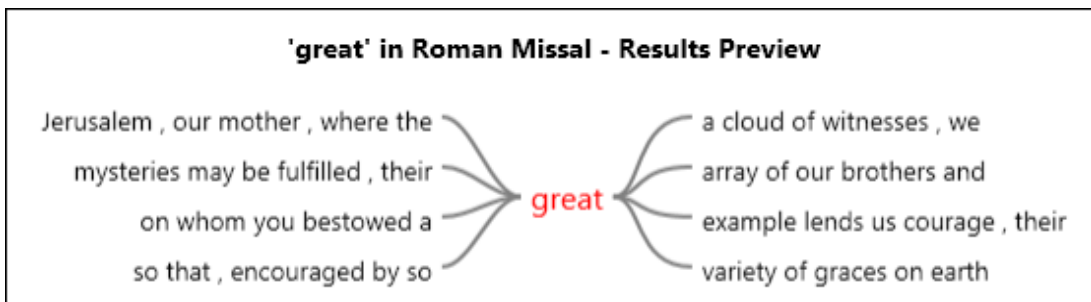 'great' in Roman Missal - Results Preview
Jerusalem , our mother , where the
mysteries may be fulfilled , their
on whom you bestowed a
so that , encouraged by so
great
a cloud of witnesses , we
array of our brothers and
example lends us courage , their
variety of graces on earth